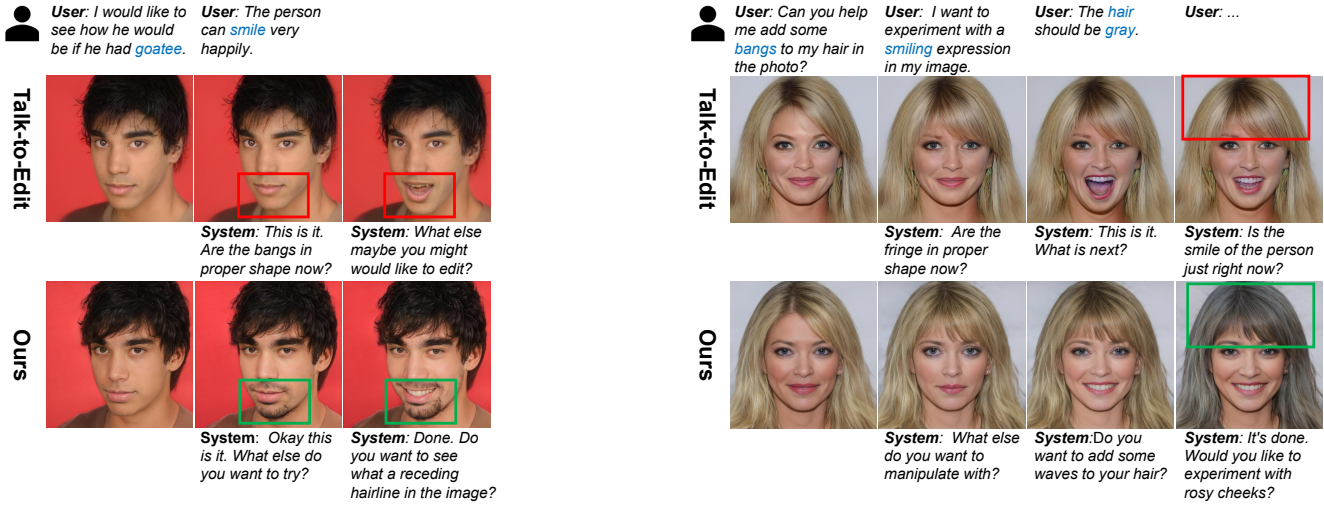 User: I would like to
see how he would
be if he had goatee.
User: The person
can smile very
happily.
Talk-to-Edit
System: This is it.
Are the bangs in
proper shape now?
System: What else
maybe you might
would like to edit?
Ours
System: Okay this
is it. What else do
you want to try?
System: Done. Do
you want to see
what a receding
hairline in the image?
User: Can you help
me add some
bangs to my hair in
the photo?
User: I want to
experiment with a
smiling expression
in my image.
User: The hair
should be gray.
User: ...
Talk-to-Edit
System: Are the
fringe in proper
shape now?
System: This is it.
What is next?
System: Is the
smile of the person
just right now?
Ours
System: What else
do you want to
manipulate with?
System:Do you
want to add some
waves to your hair?
System: It's done.
Would you like to
experiment with
rosy cheeks?